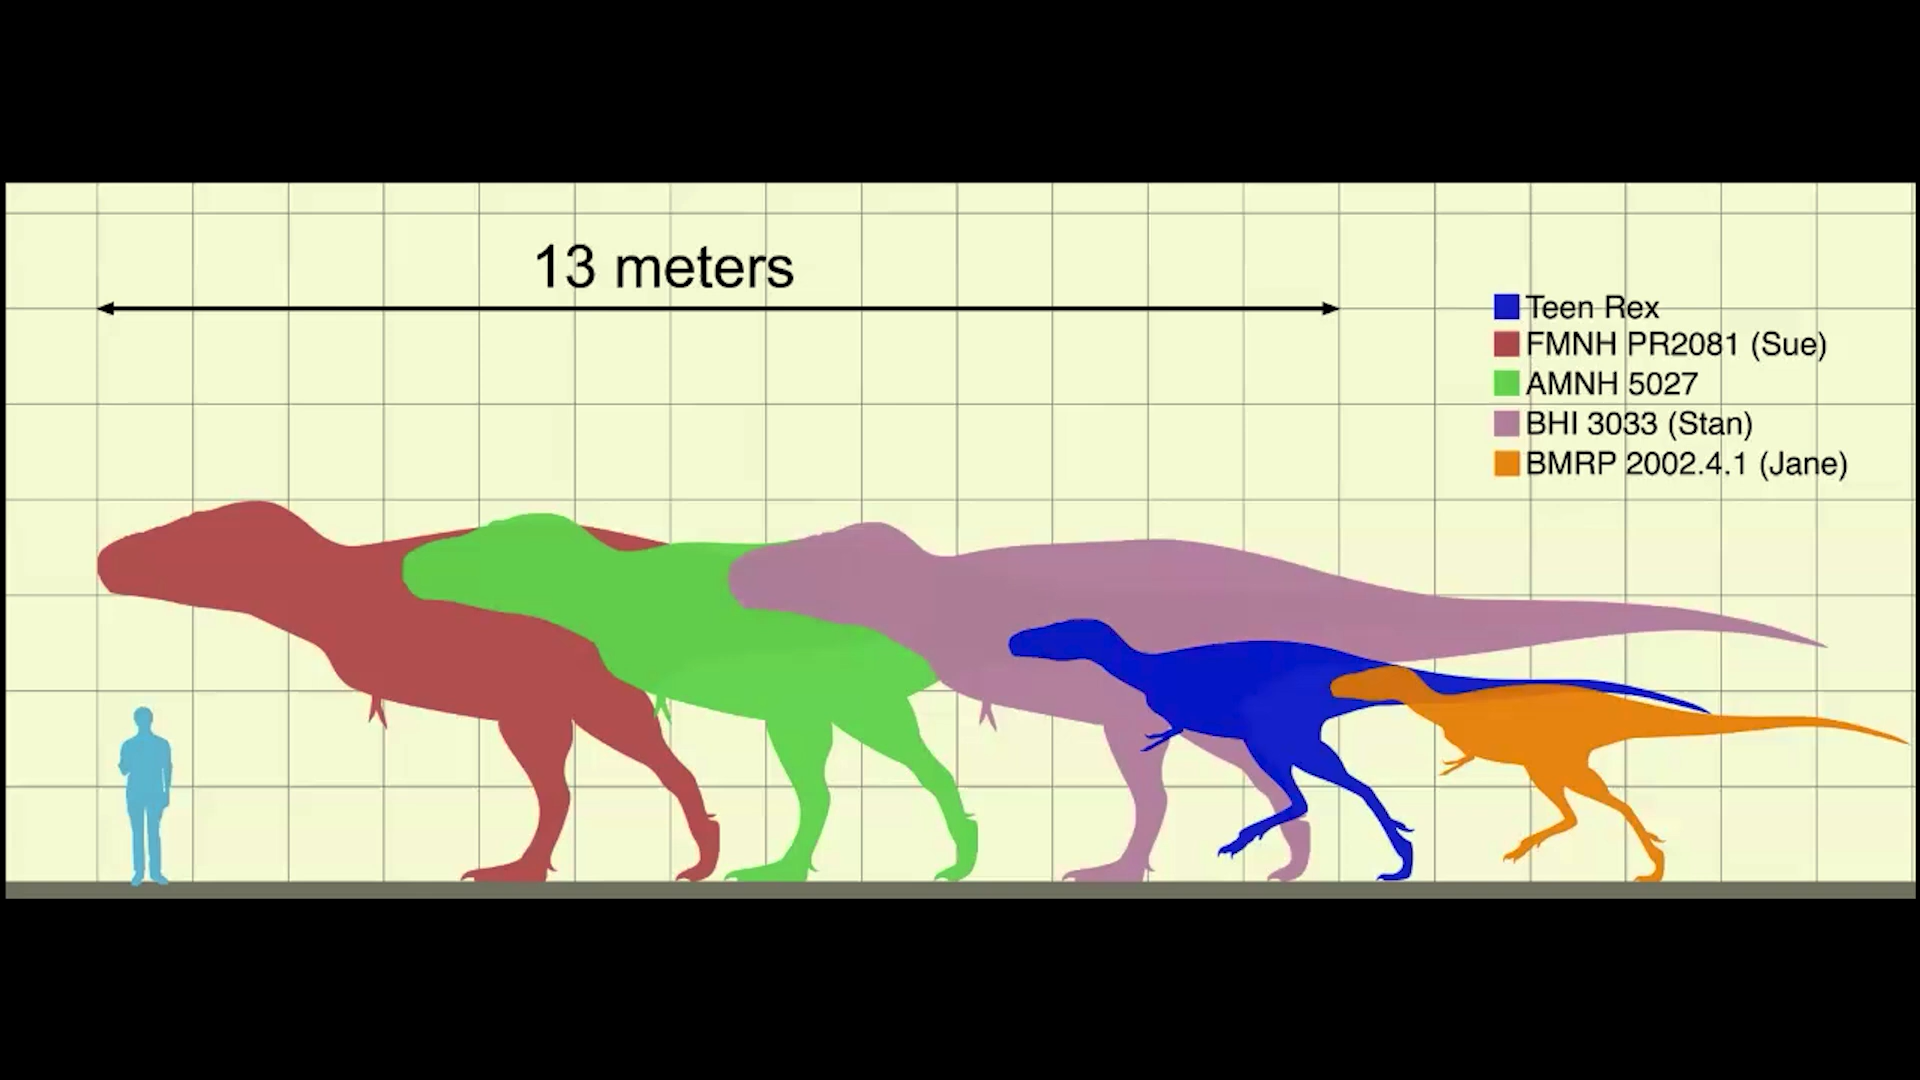 13 meters
Teen Rex
FMNH PR2081 (Sue)
AMNH 5027
BHI 3033 (Stan)
BMRP 2002.4.1 (Jane)